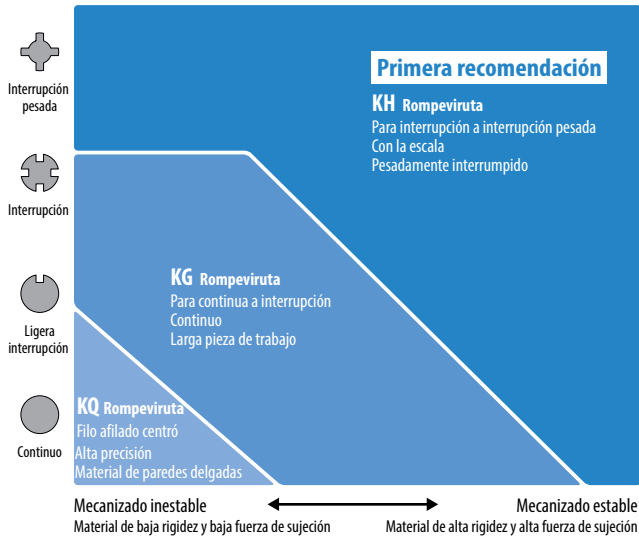 Interrupción
pesada
Interrupción
Ligera
interrupción
Continuo
Primera recomendación
KH Rompeviruta
Para interrupción a interrupción pesada
Con la escala
Pesadamente interrumpido
KG Rompeviruta
Para continua a interrupción
Continuo
Larga pieza de trabajo
KQ Rompeviruta
Filo afilado centró
Alta precisión
Material de paredes delgadas
Mecanizado inestable
Material de baja rigidez y baja fuerza de sujeción
Mecanizado estable
Material de alta rigidez y alta fuerza de sujeción